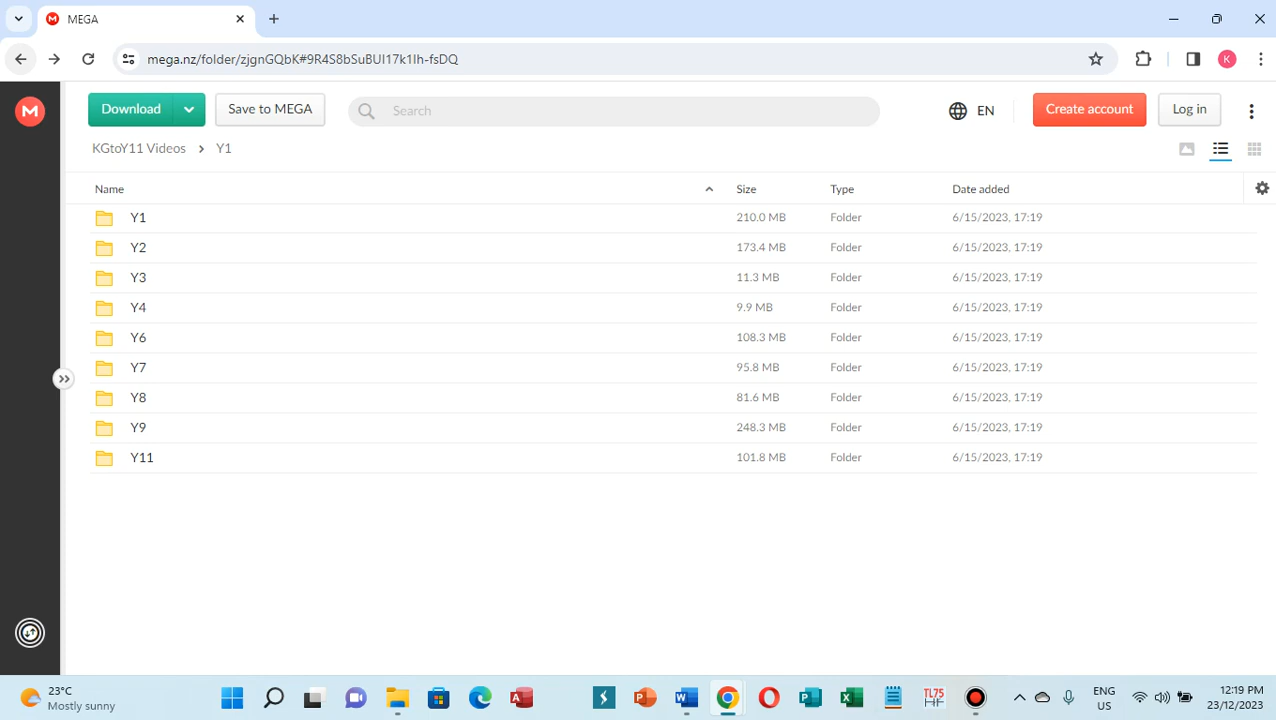 MEGA
mega.nz/folder/zjgnGQbK#9R4S8bSuBUI17k1Ih-fsDQ
K
M
Download
Save to MEGA
Search
EN
Create account
Log in
KGtoY11 Videos > Y1
Name Size Type Date added
Y1 210.0 MB Folder 6/15/2023, 17:19
Y2 173.4 MB Folder 6/15/2023, 17:19
Y3 11.3 MB Folder 6/15/2023, 17:19
Y4 9.9 MB Folder 6/15/2023, 17:19
Y6 108.3 MB Folder 6/15/2023, 17:19
Y7 95.8 MB Folder 6/15/2023, 17:19
Y8 81.6 MB Folder 6/15/2023, 17:19
Y9 248.3 MB Folder 6/15/2023, 17:19
Y11 101.8 MB Folder 6/15/2023, 17:19
23°C
Mostly sunny
TL75
ENG
US
12:19 PM
23/12/2023